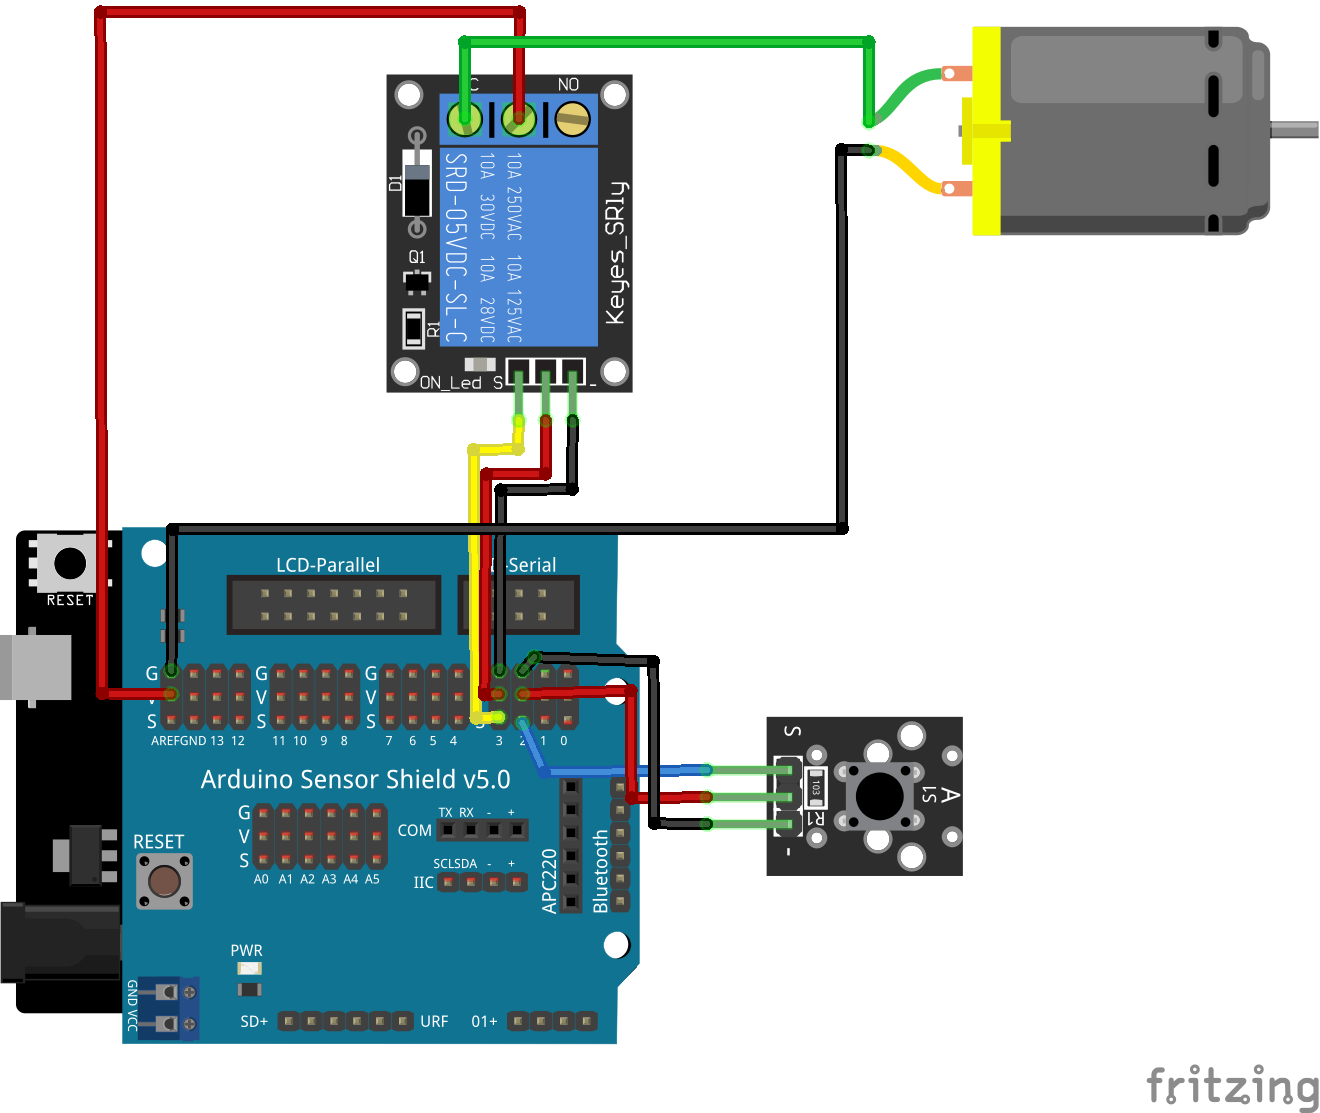 C
NO
D1
Q1
R1
SRD-05VDC-SL-C
10A 30VDC 10A 28VDC
10A 250VAC 10A 125VAC
Keyes_SRly
ON_Led S
-
RESET
LCD-Parallel
-Serial
G G G
V V
S S
AREFGND 13 12 11 10 9 8 7 6 5 4 3 2 1 0
Arduino Sensor Shield v5.0
G
V
S
A0 A1 A2 A3 A4 A5
TX RX - +
COM
SCLSDA - +
IIC
APC220
Bluetooth
RESET
PWR
GND VCC
SD+
URF
01+
S
103
R1
-
S1
A
fritzing